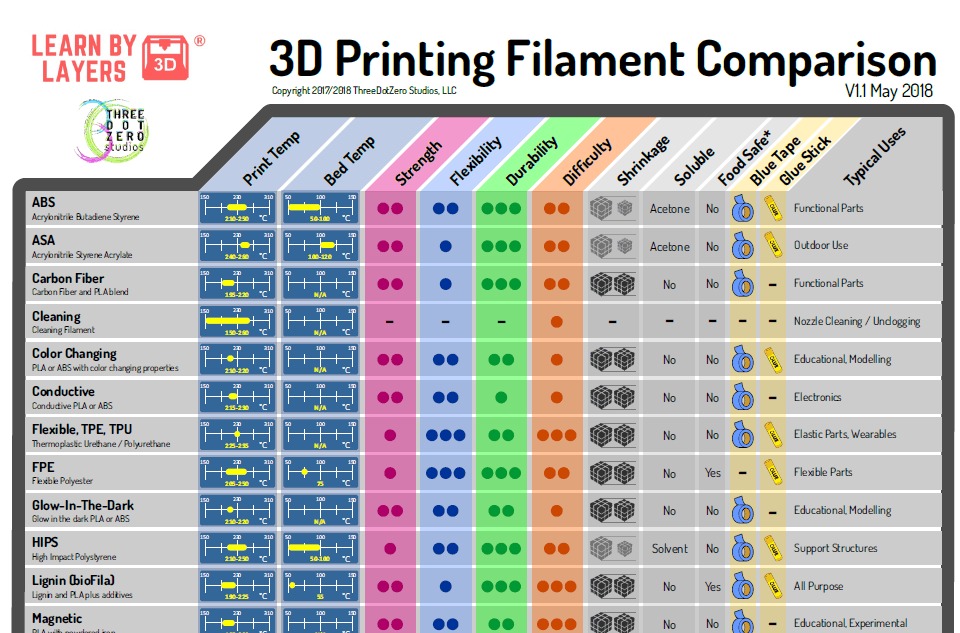 LEARN BY
LAYERS
3D
®
3D Printing Filament Comparison
Copyright 2017/2018 ThreeDotZero Studios, LLC
V1.1 May 2018
THREE
DOT
ZERO
studios
Print Temp
Bed Temp
Strength
Flexibility
Durability
Difficulty
Shrinkage
Soluble
Food Safe*
Blue Tape
Glue Stick
Typical Uses
ABS
Acrylonitrile Butadiene Styrene
150 230 310
210-250 °C
50 100 150
50-100 °C
Acetone No Functional Parts
ASA
Acrylonitrile Styrene Acrylate
150 230 310
240-260 °C
50 100 150
100-120 °C
Acetone No Outdoor Use
Carbon Fiber
Carbon Fiber and PLA blend
150 230 310
195-220 °C
50 100 150
N/A °C
No No – Functional Parts
Cleaning
Cleaning Filament
150 230 310
150-260 °C
50 100 150
N/A °C
– – – – – – – – Nozzle Cleaning / Unclogging
Color Changing
PLA or ABS with color changing properties
150 230 310
210-220 °C
50 100 150
N/A °C
No No Educational, Modelling
Conductive
Conductive PLA or ABS
150 230 310
215-230 °C
50 100 150
N/A °C
No No – Electronics
Flexible, TPE, TPU
Thermoplastic Urethane / Polyurethane
150 230 310
225-235 °C
50 100 150
N/A °C
No No Elastic Parts, Wearables
FPE
Flexible Polyester
150 230 310
205-250 °C
50 100 150
75 °C
No Yes – Flexible Parts
Glow-In-The-Dark
Glow in the dark PLA or ABS
150 230 310
210-220 °C
50 100 150
N/A °C
No No – Educational, Modelling
HIPS
High Impact Polystyrene
150 230 310
210-250 °C
50 100 150
50-100 °C
Solvent No Support Structures
Lignin (bioFila)
Lignin and PLA plus additives
150 230 310
190-225 °C
50 100 150
55 °C
No Yes All Purpose
Magnetic
PLA with powdered iron
150 230 310
50 100 150
No No – Educational, Experimental